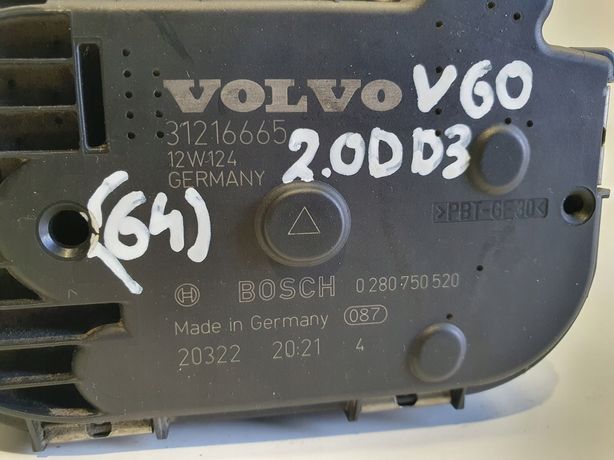 VOLVO V60
31216665 2.0D D3
12W124
GERMANY
(G4)
>PBT-GF30<
BOSCH 0 280 750 520
Made in Germany 087
20322 20:21 4